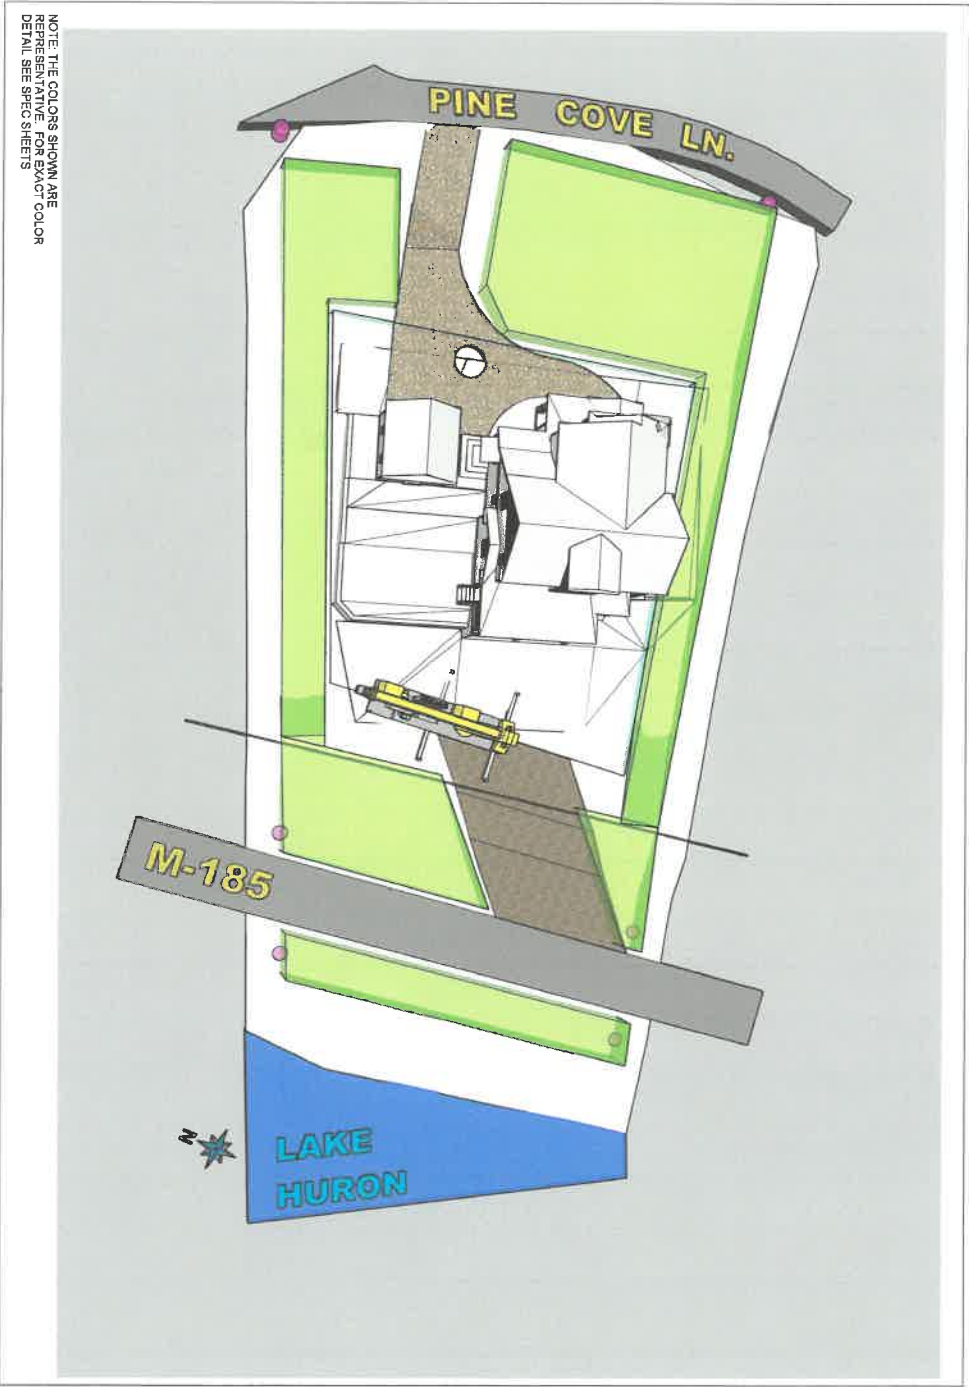 NOTE: THE COLORS SHOWN ARE
REPRESENTATIVE. FOR EXACT COLOR
DETAIL SEE SPEC SHEETS
PINE COVE LN.
M-185
LAKE
HURON
N